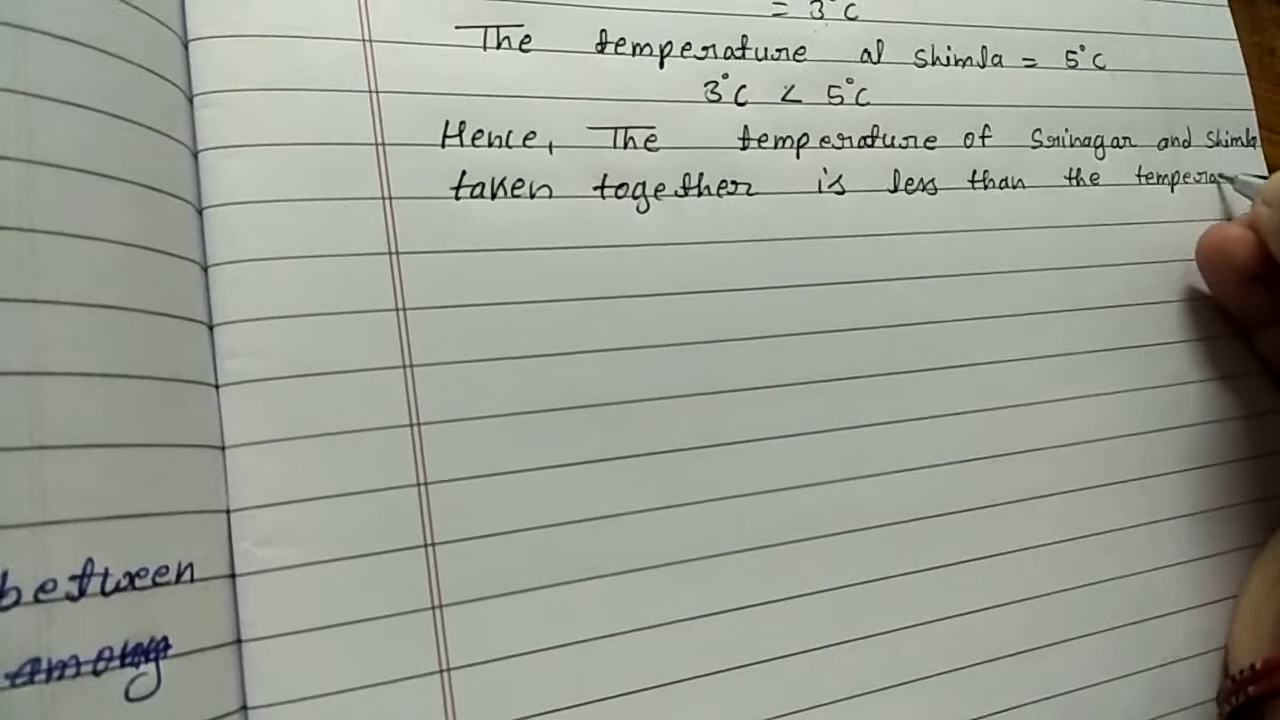 = 3°C
The temperature at Shimla = 5°C
3°C < 5°C
Hence, The temperature of Srinagar and Shimla
taken together is less than the tempera
between
among